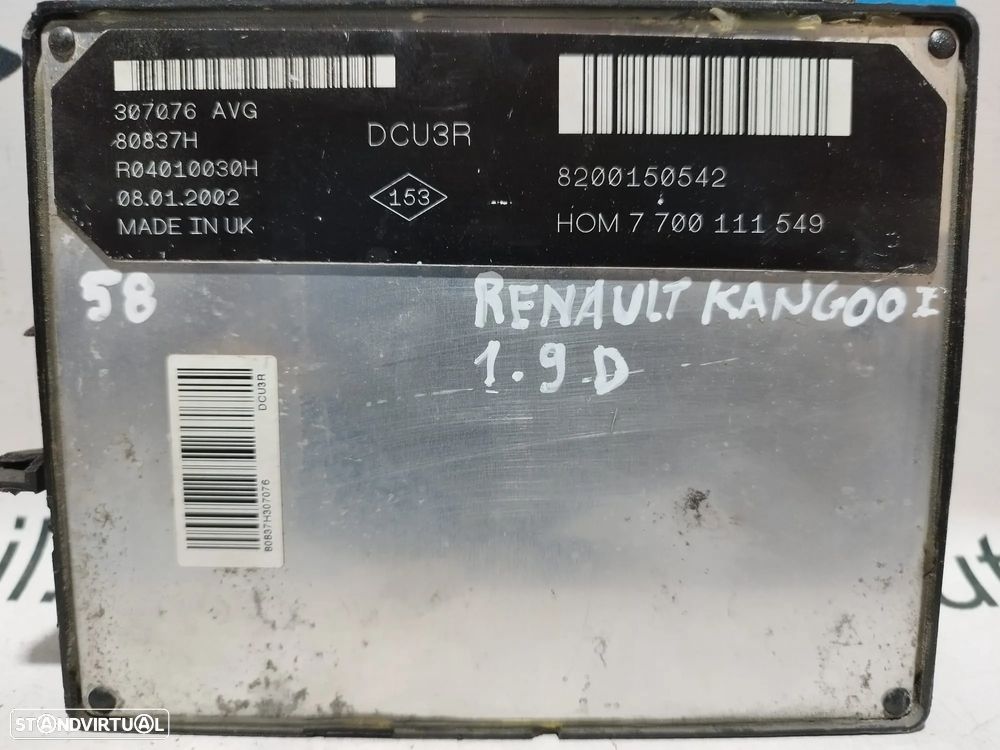 307076 AVG
80837H
R04010030H
08.01.2002
MADE IN UK
DCU3R
153
8200150542
HOM 7 700 111 549
58
RENAULT KANGOO I
1.9 D
DCU3R
80837H307076
STANDVIRTUAL